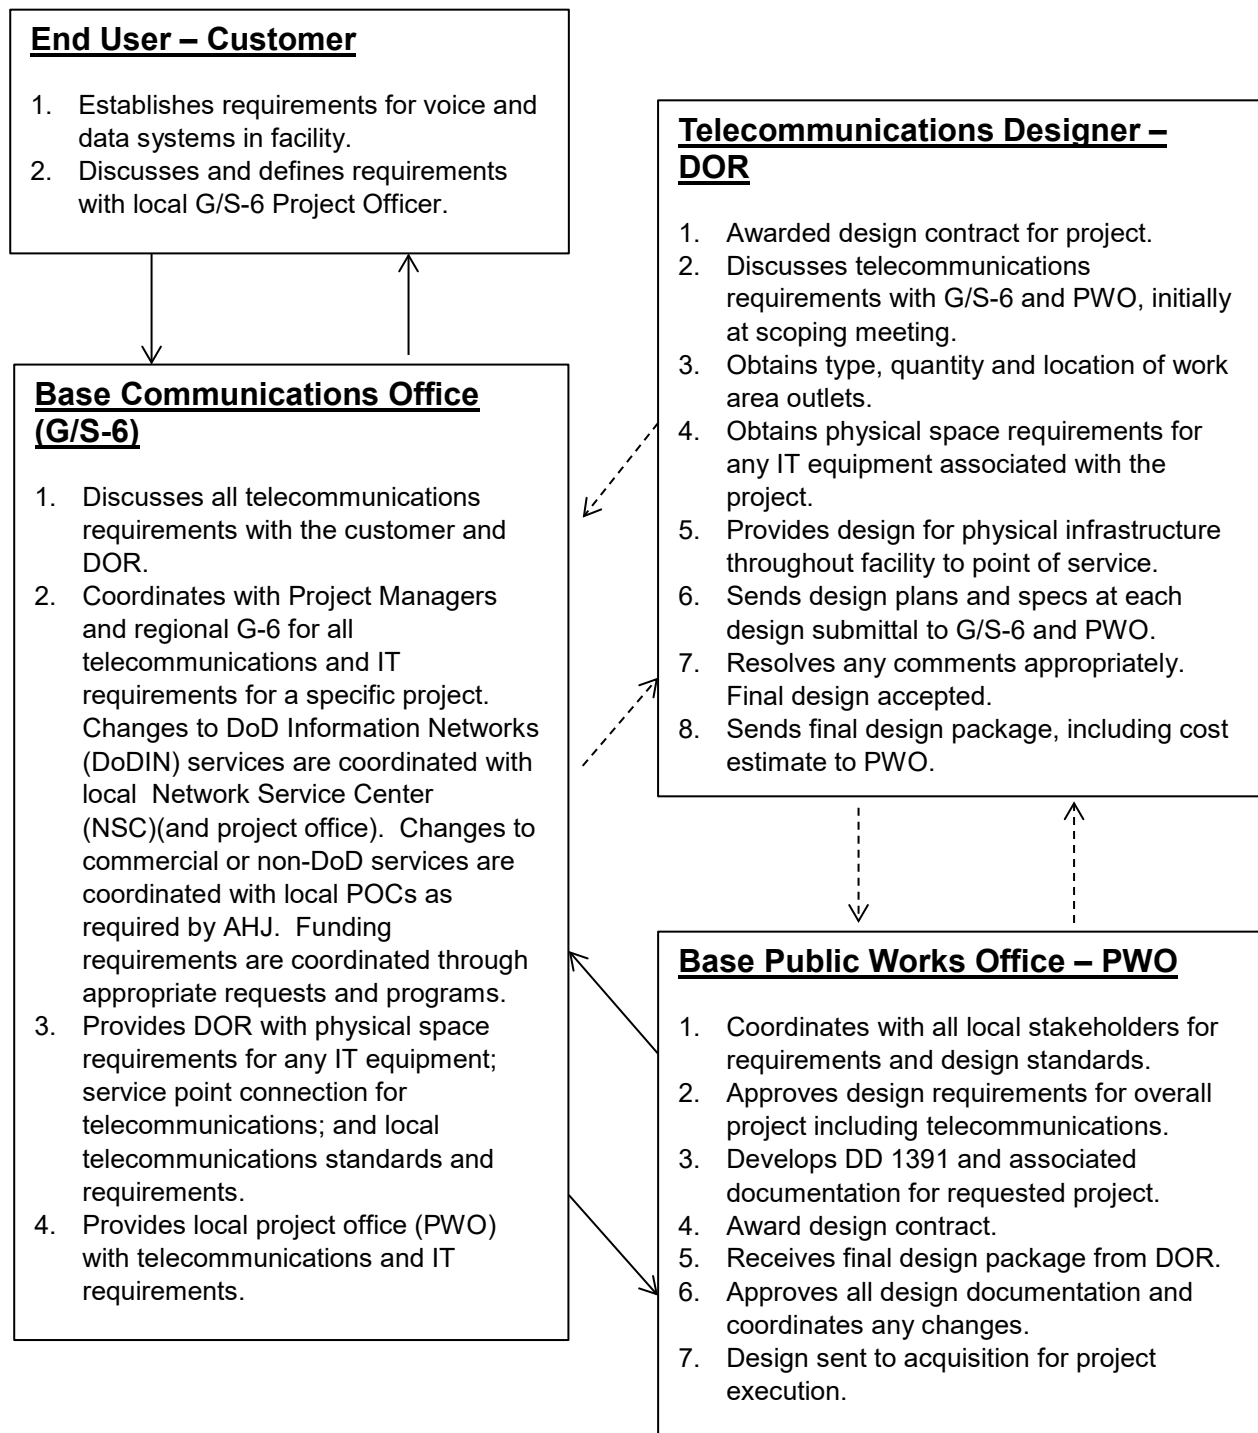 End User – Customer
1. Establishes requirements for voice and
data systems in facility.
2. Discusses and defines requirements
with local G/S-6 Project Officer.
Base Communications Office
(G/S-6)
1. Discusses all telecommunications
requirements with the customer and
DOR.
2. Coordinates with Project Managers
and regional G-6 for all
telecommunications and IT
requirements for a specific project.
Changes to DoD Information Networks
(DoDIN) services are coordinated with
local  Network Service Center
(NSC)(and project office).  Changes to
commercial or non-DoD services are
coordinated with local POCs as
required by AHJ.  Funding
requirements are coordinated through
appropriate requests and programs.
3. Provides DOR with physical space
requirements for any IT equipment;
service point connection for
telecommunications; and local
telecommunications standards and
requirements.
4. Provides local project office (PWO)
with telecommunications and IT
requirements.
Telecommunications Designer –
DOR
1. Awarded design contract for project.
2. Discusses telecommunications
requirements with G/S-6 and PWO, initially
at scoping meeting.
3. Obtains type, quantity and location of work
area outlets.
4. Obtains physical space requirements for
any IT equipment associated with the
project.
5. Provides design for physical infrastructure
throughout facility to point of service.
6. Sends design plans and specs at each
design submittal to G/S-6 and PWO.
7. Resolves any comments appropriately.
Final design accepted.
8. Sends final design package, including cost
estimate to PWO.
Base Public Works Office – PWO
1. Coordinates with all local stakeholders for
requirements and design standards.
2. Approves design requirements for overall
project including telecommunications.
3. Develops DD 1391 and associated
documentation for requested project.
4. Award design contract.
5. Receives final design package from DOR.
6. Approves all design documentation and
coordinates any changes.
7. Design sent to acquisition for project
execution.